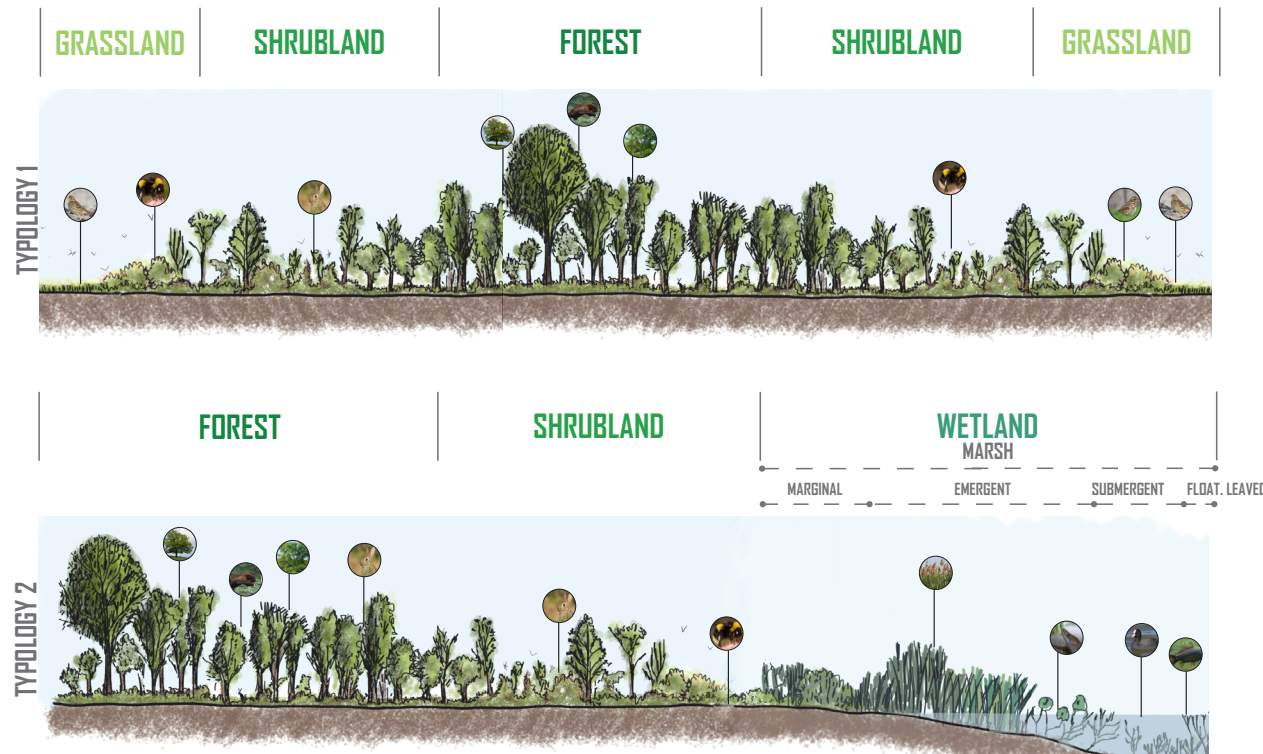 GRASSLAND SHRUBLAND FOREST SHRUBLAND GRASSLAND
TYPOLOGY 1
FOREST SHRUBLAND WETLAND
MARSH
MARGINAL EMERGENT SUBMERGENT FLOAT. LEAVED
TYPOLOGY 2